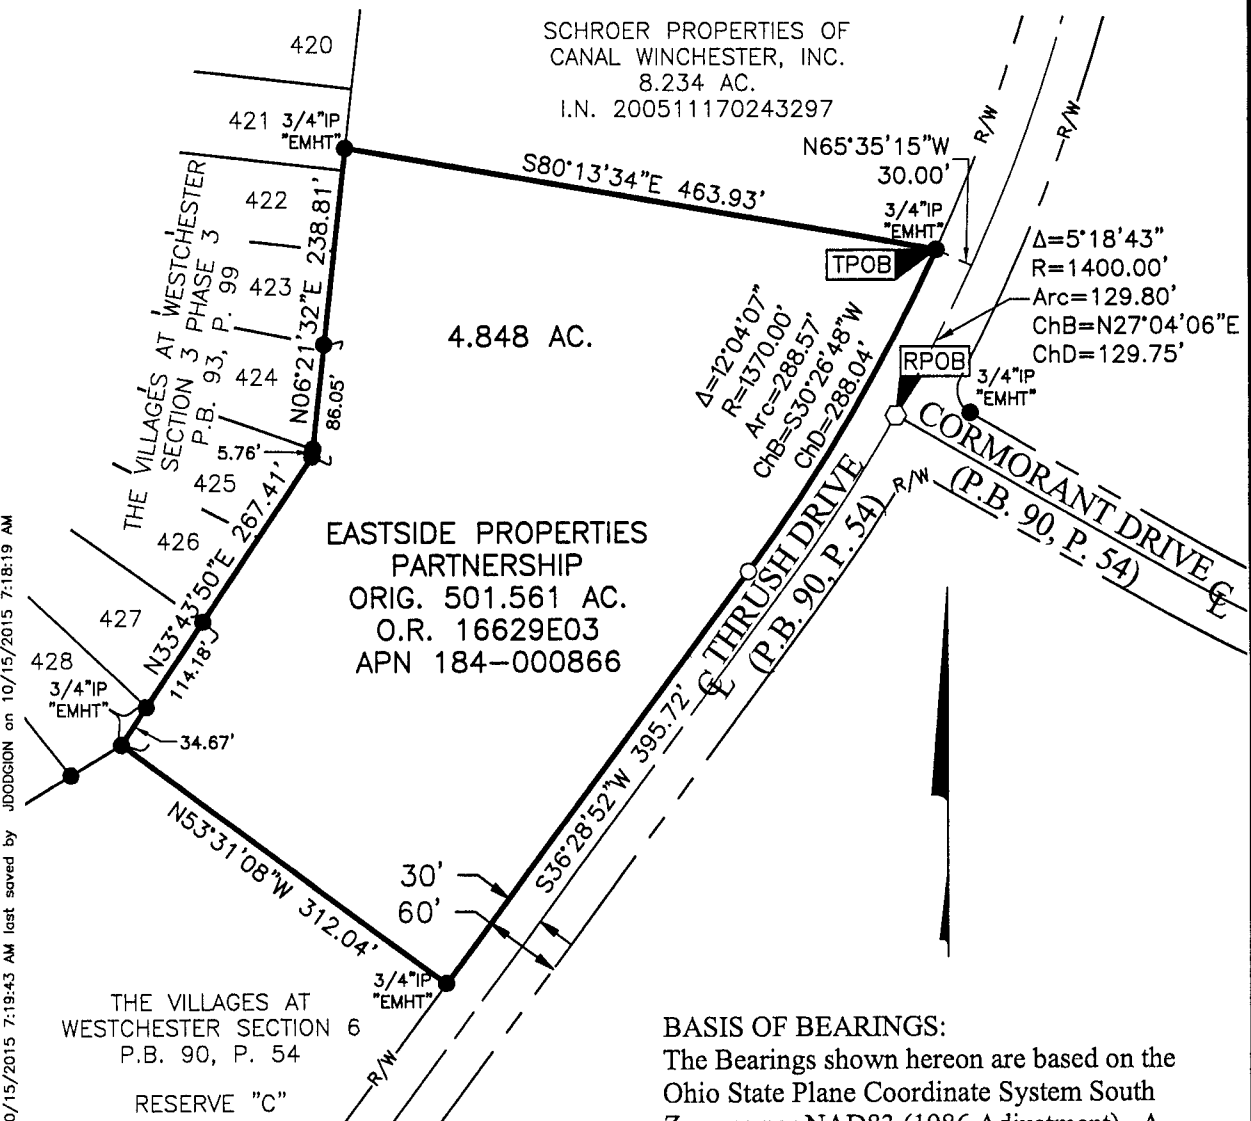 SCHROER PROPERTIES OF
CANAL WINCHESTER, INC.
8.234 AC.
I.N. 200511170243297
420
421
3/4"IP
"EMHT"
422
423
424
425
426
427
428
THE VILLAGES AT WESTCHESTER
SECTION 3 PHASE 3
P.B. 93, P. 99
N06°21'32"E 238.81'
86.05'
5.76'
N33°43'50"E 267.41'
114.18'
34.67'
3/4"IP
"EMHT"
S80°13'34"E 463.93'
N65°35'15"W
30.00'
3/4"IP
"EMHT"
TPOB
R/W
R/W
Δ=5°18'43"
R=1400.00'
Arc=129.80'
ChB=N27°04'06"E
ChD=129.75'
RPOB
3/4"IP
"EMHT"
4.848 AC.
Δ=12°04'07"
R=1370.00'
Arc=288.57'
ChB=S30°26'48"W
ChD=288.04'
CORMORANT DRIVE
(P.B. 90, P. 54)
CL
R/W
CL THRUSH DRIVE
(P.B. 90, P. 54)
EASTSIDE PROPERTIES
PARTNERSHIP
ORIG. 501.561 AC.
O.R. 16629E03
APN 184-000866
S36°28'52"W 395.72'
30'
60'
N53°31'08"W 312.04'
3/4"IP
"EMHT"
R/W
THE VILLAGES AT
WESTCHESTER SECTION 6
P.B. 90, P. 54
RESERVE "C"
BASIS OF BEARINGS:
The Bearings shown hereon are based on the
Ohio State Plane Coordinate System South
NAD83 (1986 Adjustment). A
0/15/2015 7:19:43 AM last saved by JDODGION on 10/15/2015 7:18:19 AM